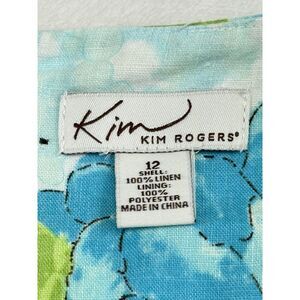 Kim
KIM ROGERS®
12
SHELL:
100% LINEN
LINING:
100%
POLYESTER
MADE IN CHINA